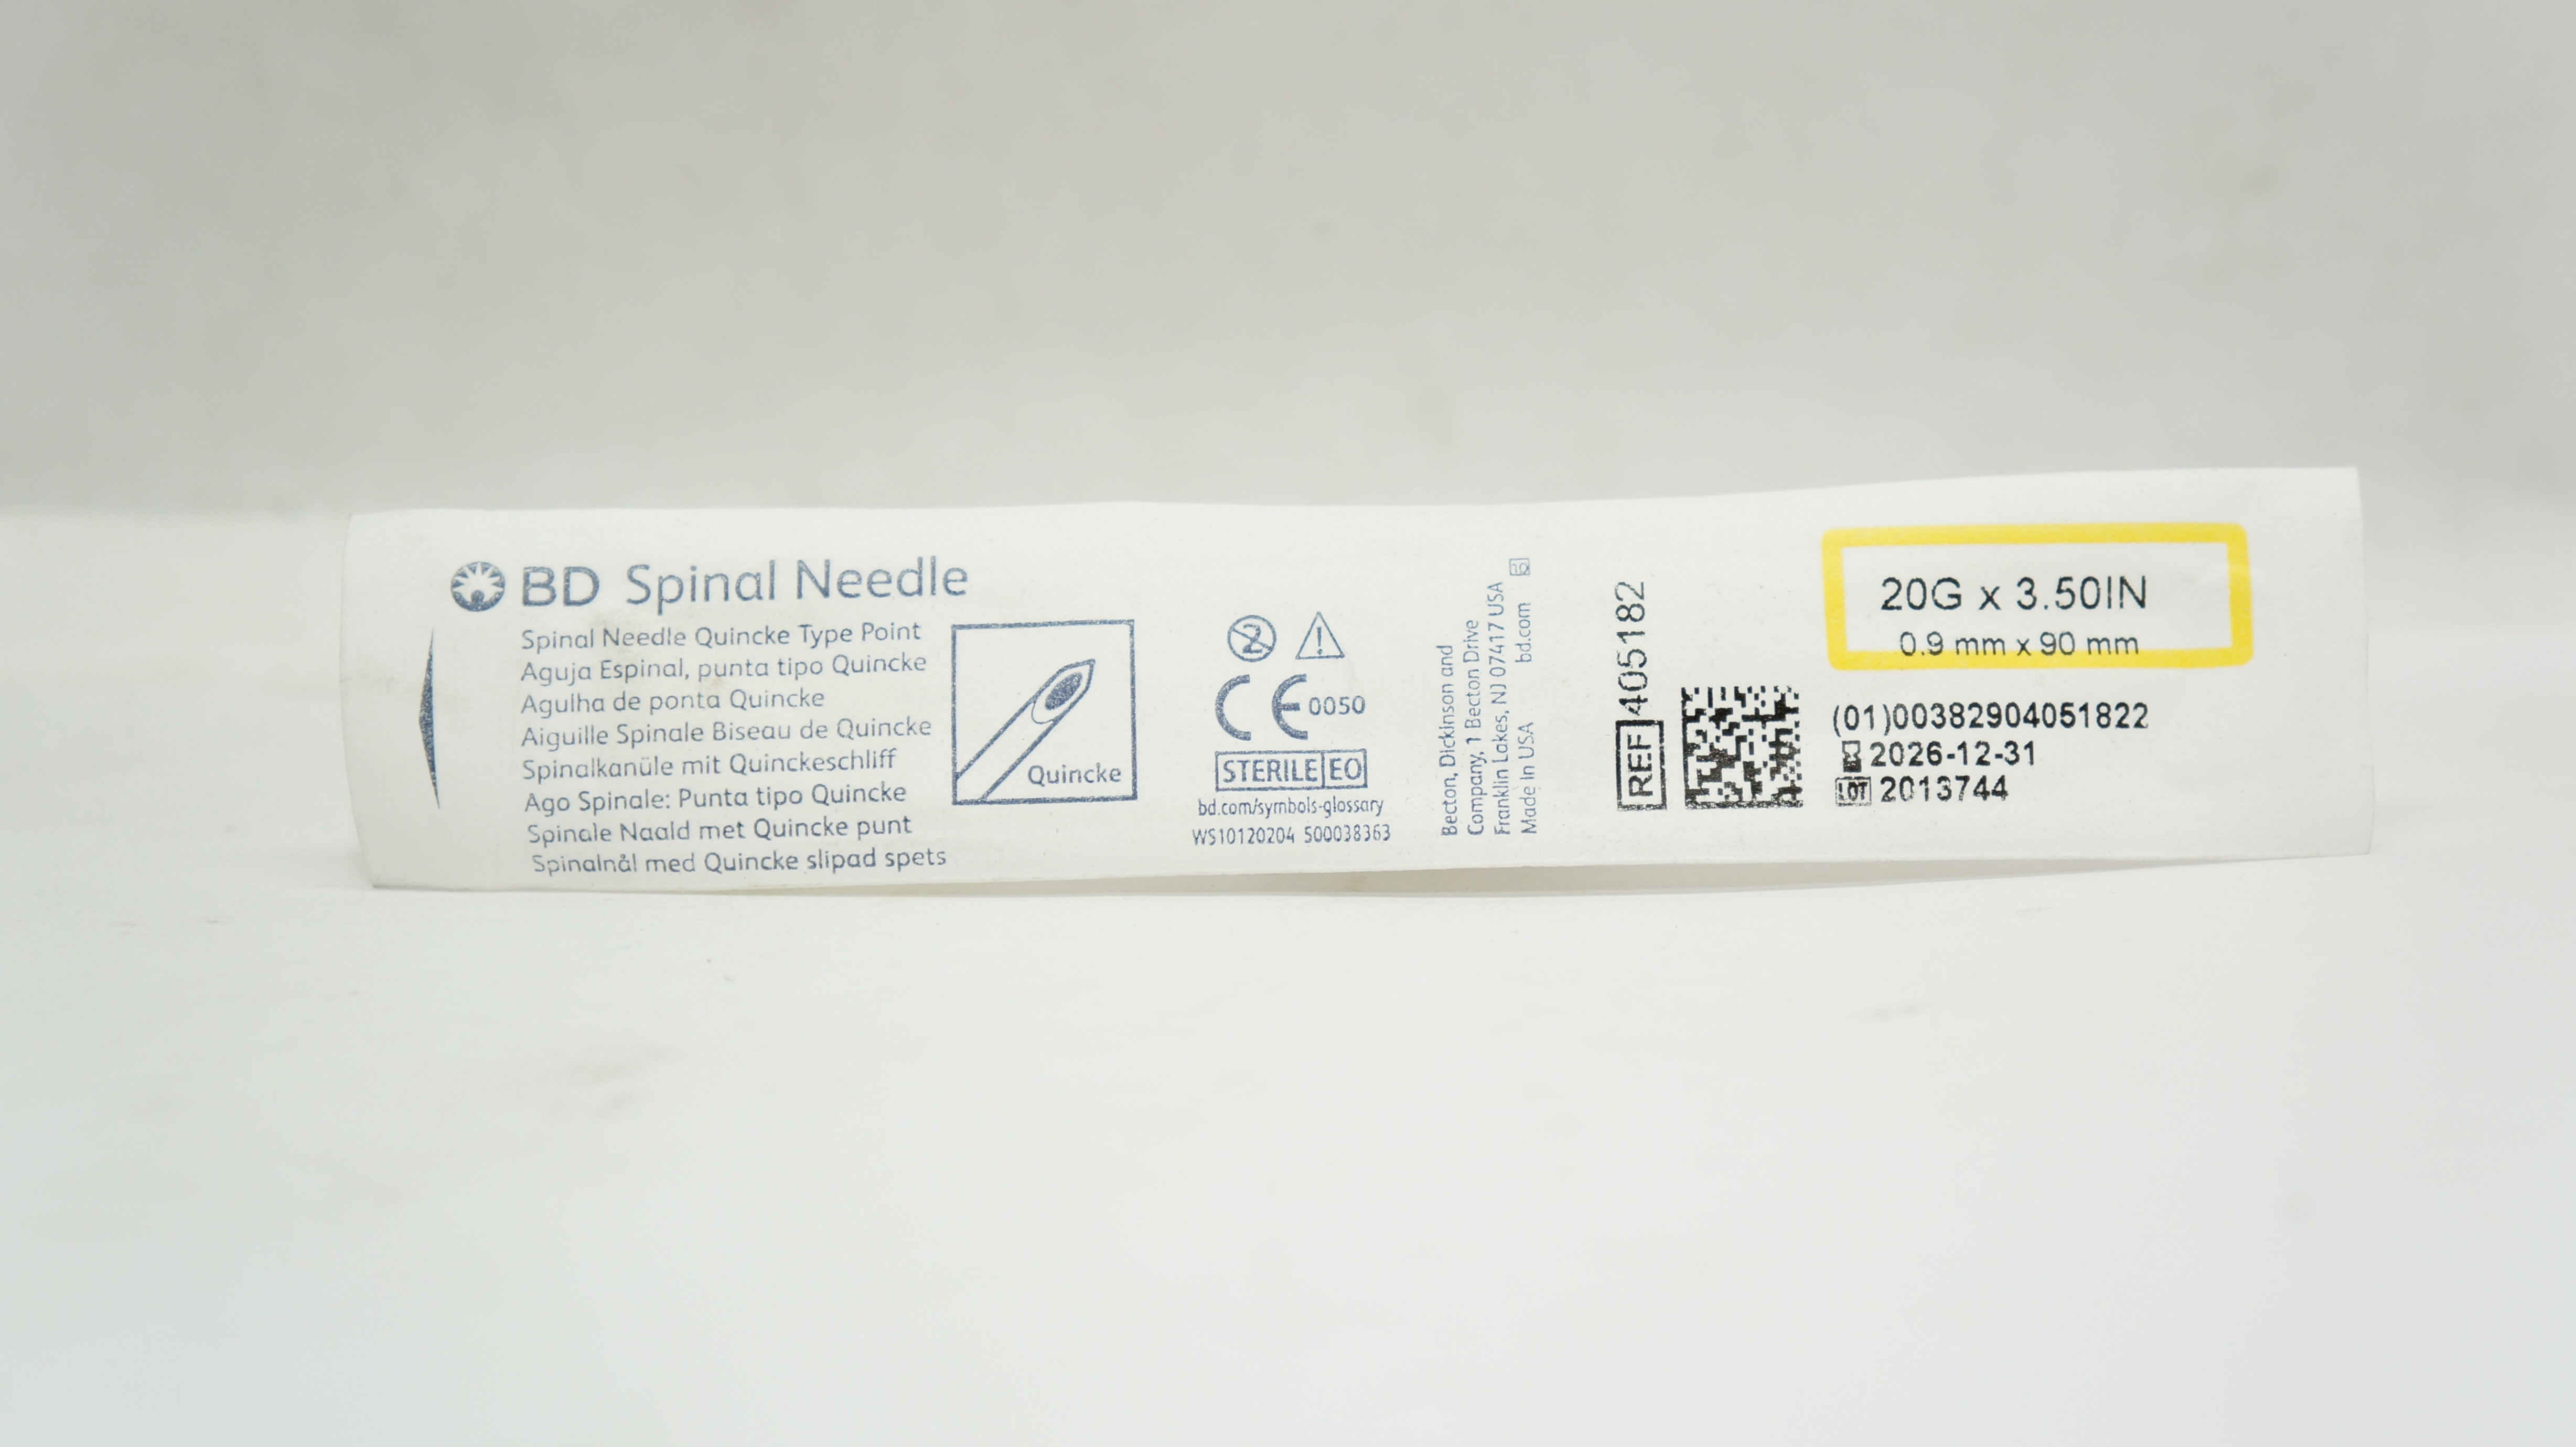 BD Spinal Needle
Spinal Needle Quincke Type Point
Aguja Espinal, punta tipo Quincke
Agulha de ponta Quincke
Aiguille Spinale Biseau de Quincke
Spinalkanüle mit Quinckeschliff
Ago Spinale: Punta tipo Quincke
Spinale Naald met Quincke punt
Spinalnål med Quincke slipad spets
Quincke
2
!
CE 0050
STERILE EO
bd.com/symbols-glossary
WS10120204 500038363
Becton, Dickinson and
Company, 1 Becton Drive
Franklin Lakes, NJ 07417 USA
Made in USA bd.com
REF 405182
20G x 3.50IN
0.9 mm x 90 mm
(01)00382904051822
2026-12-31
LOT 2013744